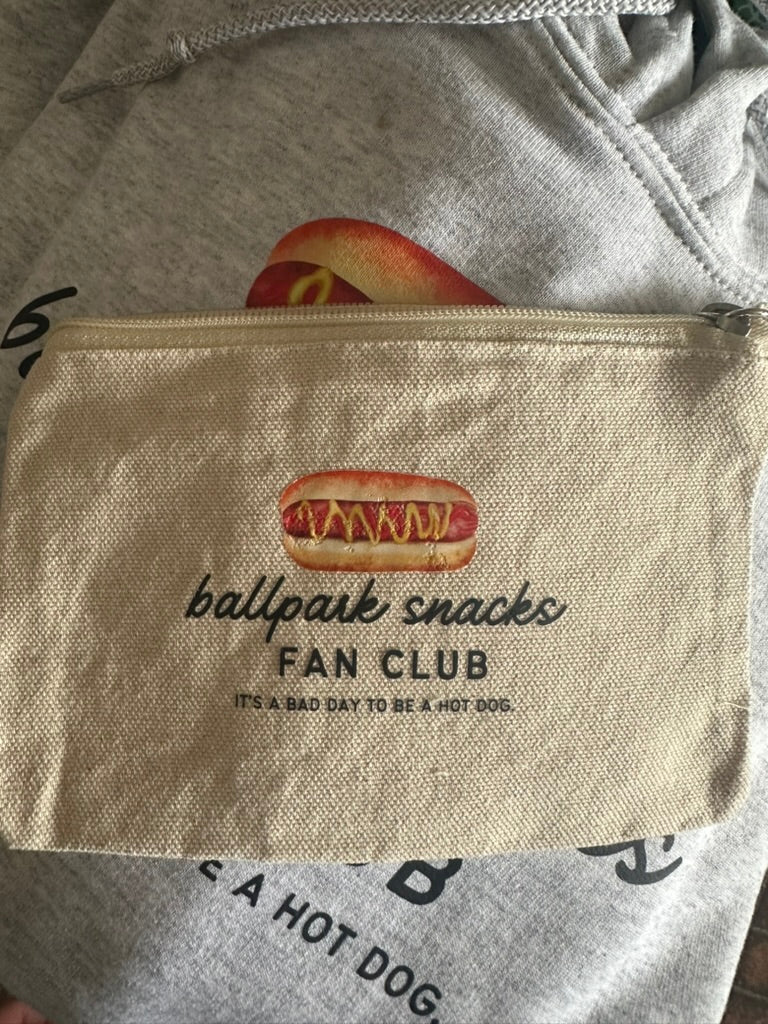 ballpark snacks
FAN CLUB
IT'S A BAD DAY TO BE A HOT DOG.
B
E A HOT DOG.